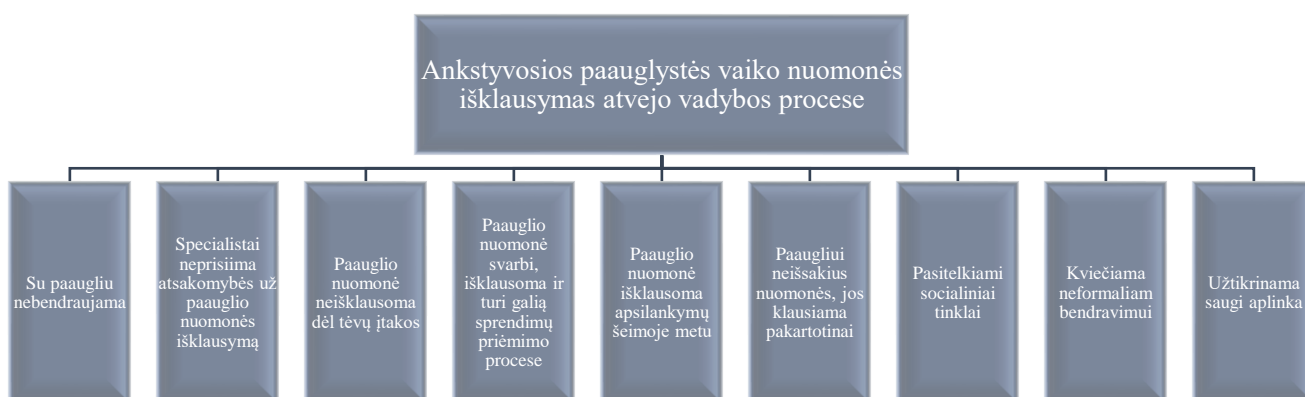 Ankstyvosios paauglystės vaiko nuomonės
išklausymas atvejo vadybos procese
Su paaugliu
nebendraujama
Specialistai
neprisiima
atsakomybės už
paauglio
nuomonės
išklausymą
Paauglio
nuomonė
neišklausoma
dėl tėvų įtakos
Paauglio
nuomonė
svarbi,
išklausoma ir
turi galią
sprendimų
priėmimo
procese
Paauglio
nuomonė
išklausoma
apsilankymų
šeimoje metu
Paaugliui
neišsakius
nuomonės, jos
klausiama
pakartotinai
Pasitelkiami
socialiniai
tinklai
Kviečiama
neformaliam
bendravimui
Užtikrinama
saugi aplinka